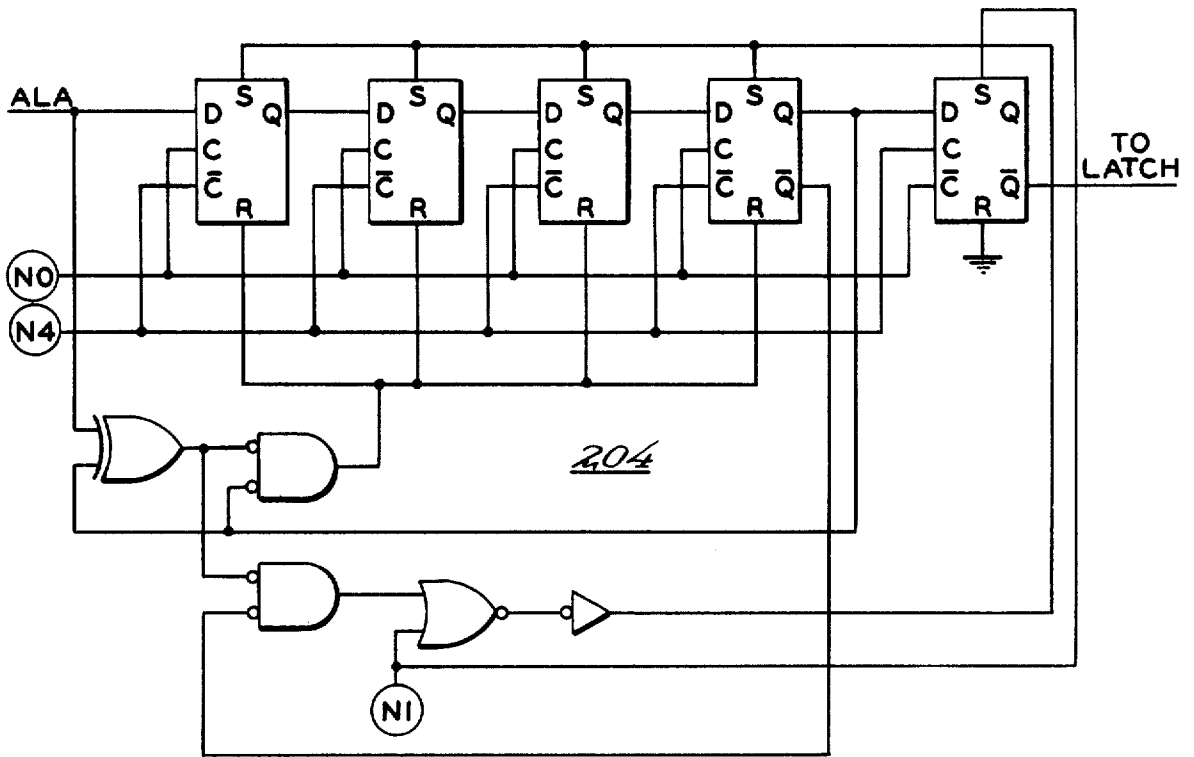 S S S S S
ALA D Q D Q D Q D Q D Q
C C C C C
TO
LATCH
C̅ C̅ C̅ C̅ Q̅ C̅ Q̅
R R R R R
N0
N4
204
N1